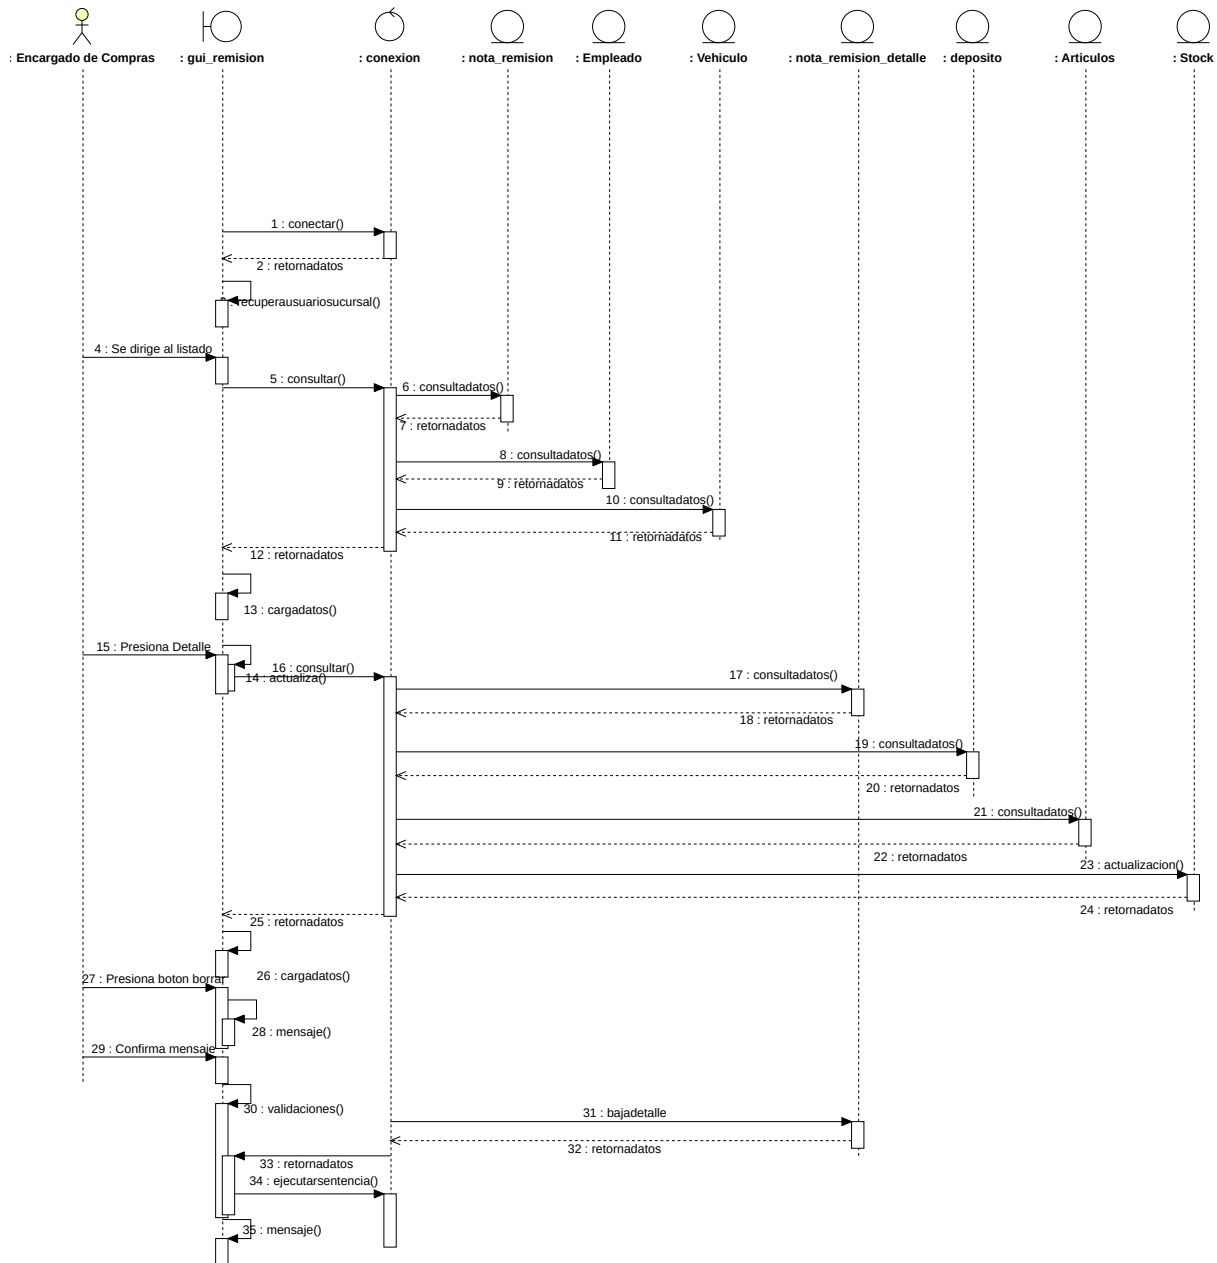 : Encargado de Compras
: gui_remision
: conexion
: nota_remision
: Empleado
: Vehiculo
: nota_remision_detalle
: deposito
: Articulos
: Stock
1 : conectar()
2 : retornadatos
: recuperausuariosucursal()
4 : Se dirige al listado
5 : consultar()
6 : consultadatos()
7 : retornadatos
8 : consultadatos()
9 : retornadatos
10 : consultadatos()
11 : retornadatos
12 : retornadatos
13 : cargadatos()
15 : Presiona Detalle
16 : consultar()
14 : actualiza()
17 : consultadatos()
18 : retornadatos
19 : consultadatos()
20 : retornadatos
21 : consultadatos()
22 : retornadatos
23 : actualizacion()
24 : retornadatos
25 : retornadatos
26 : cargadatos()
27 : Presiona boton borrar
28 : mensaje()
29 : Confirma mensaje
30 : validaciones()
31 : bajadetalle
32 : retornadatos
33 : retornadatos
34 : ejecutarsentencia()
35 : mensaje()